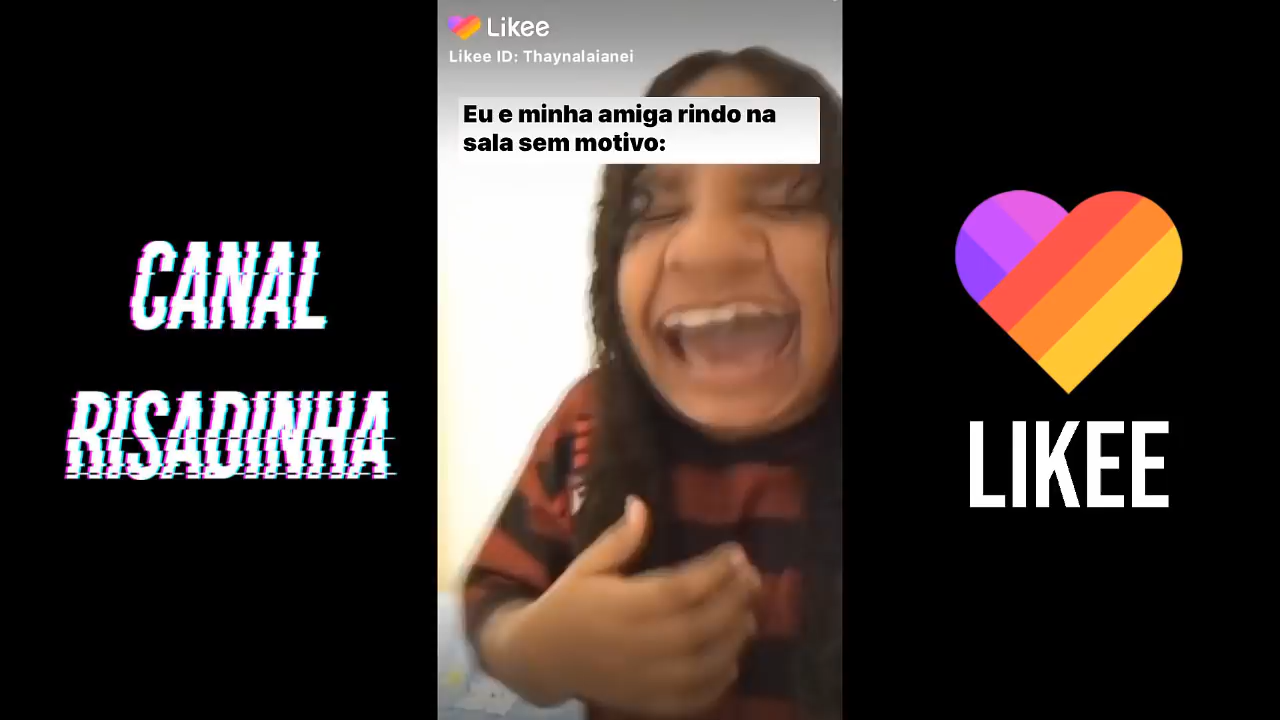 Likee
Likee ID: Thaynalaianei
Eu e minha amiga rindo na
sala sem motivo:
CANAL
RISADINHA
LIKEE